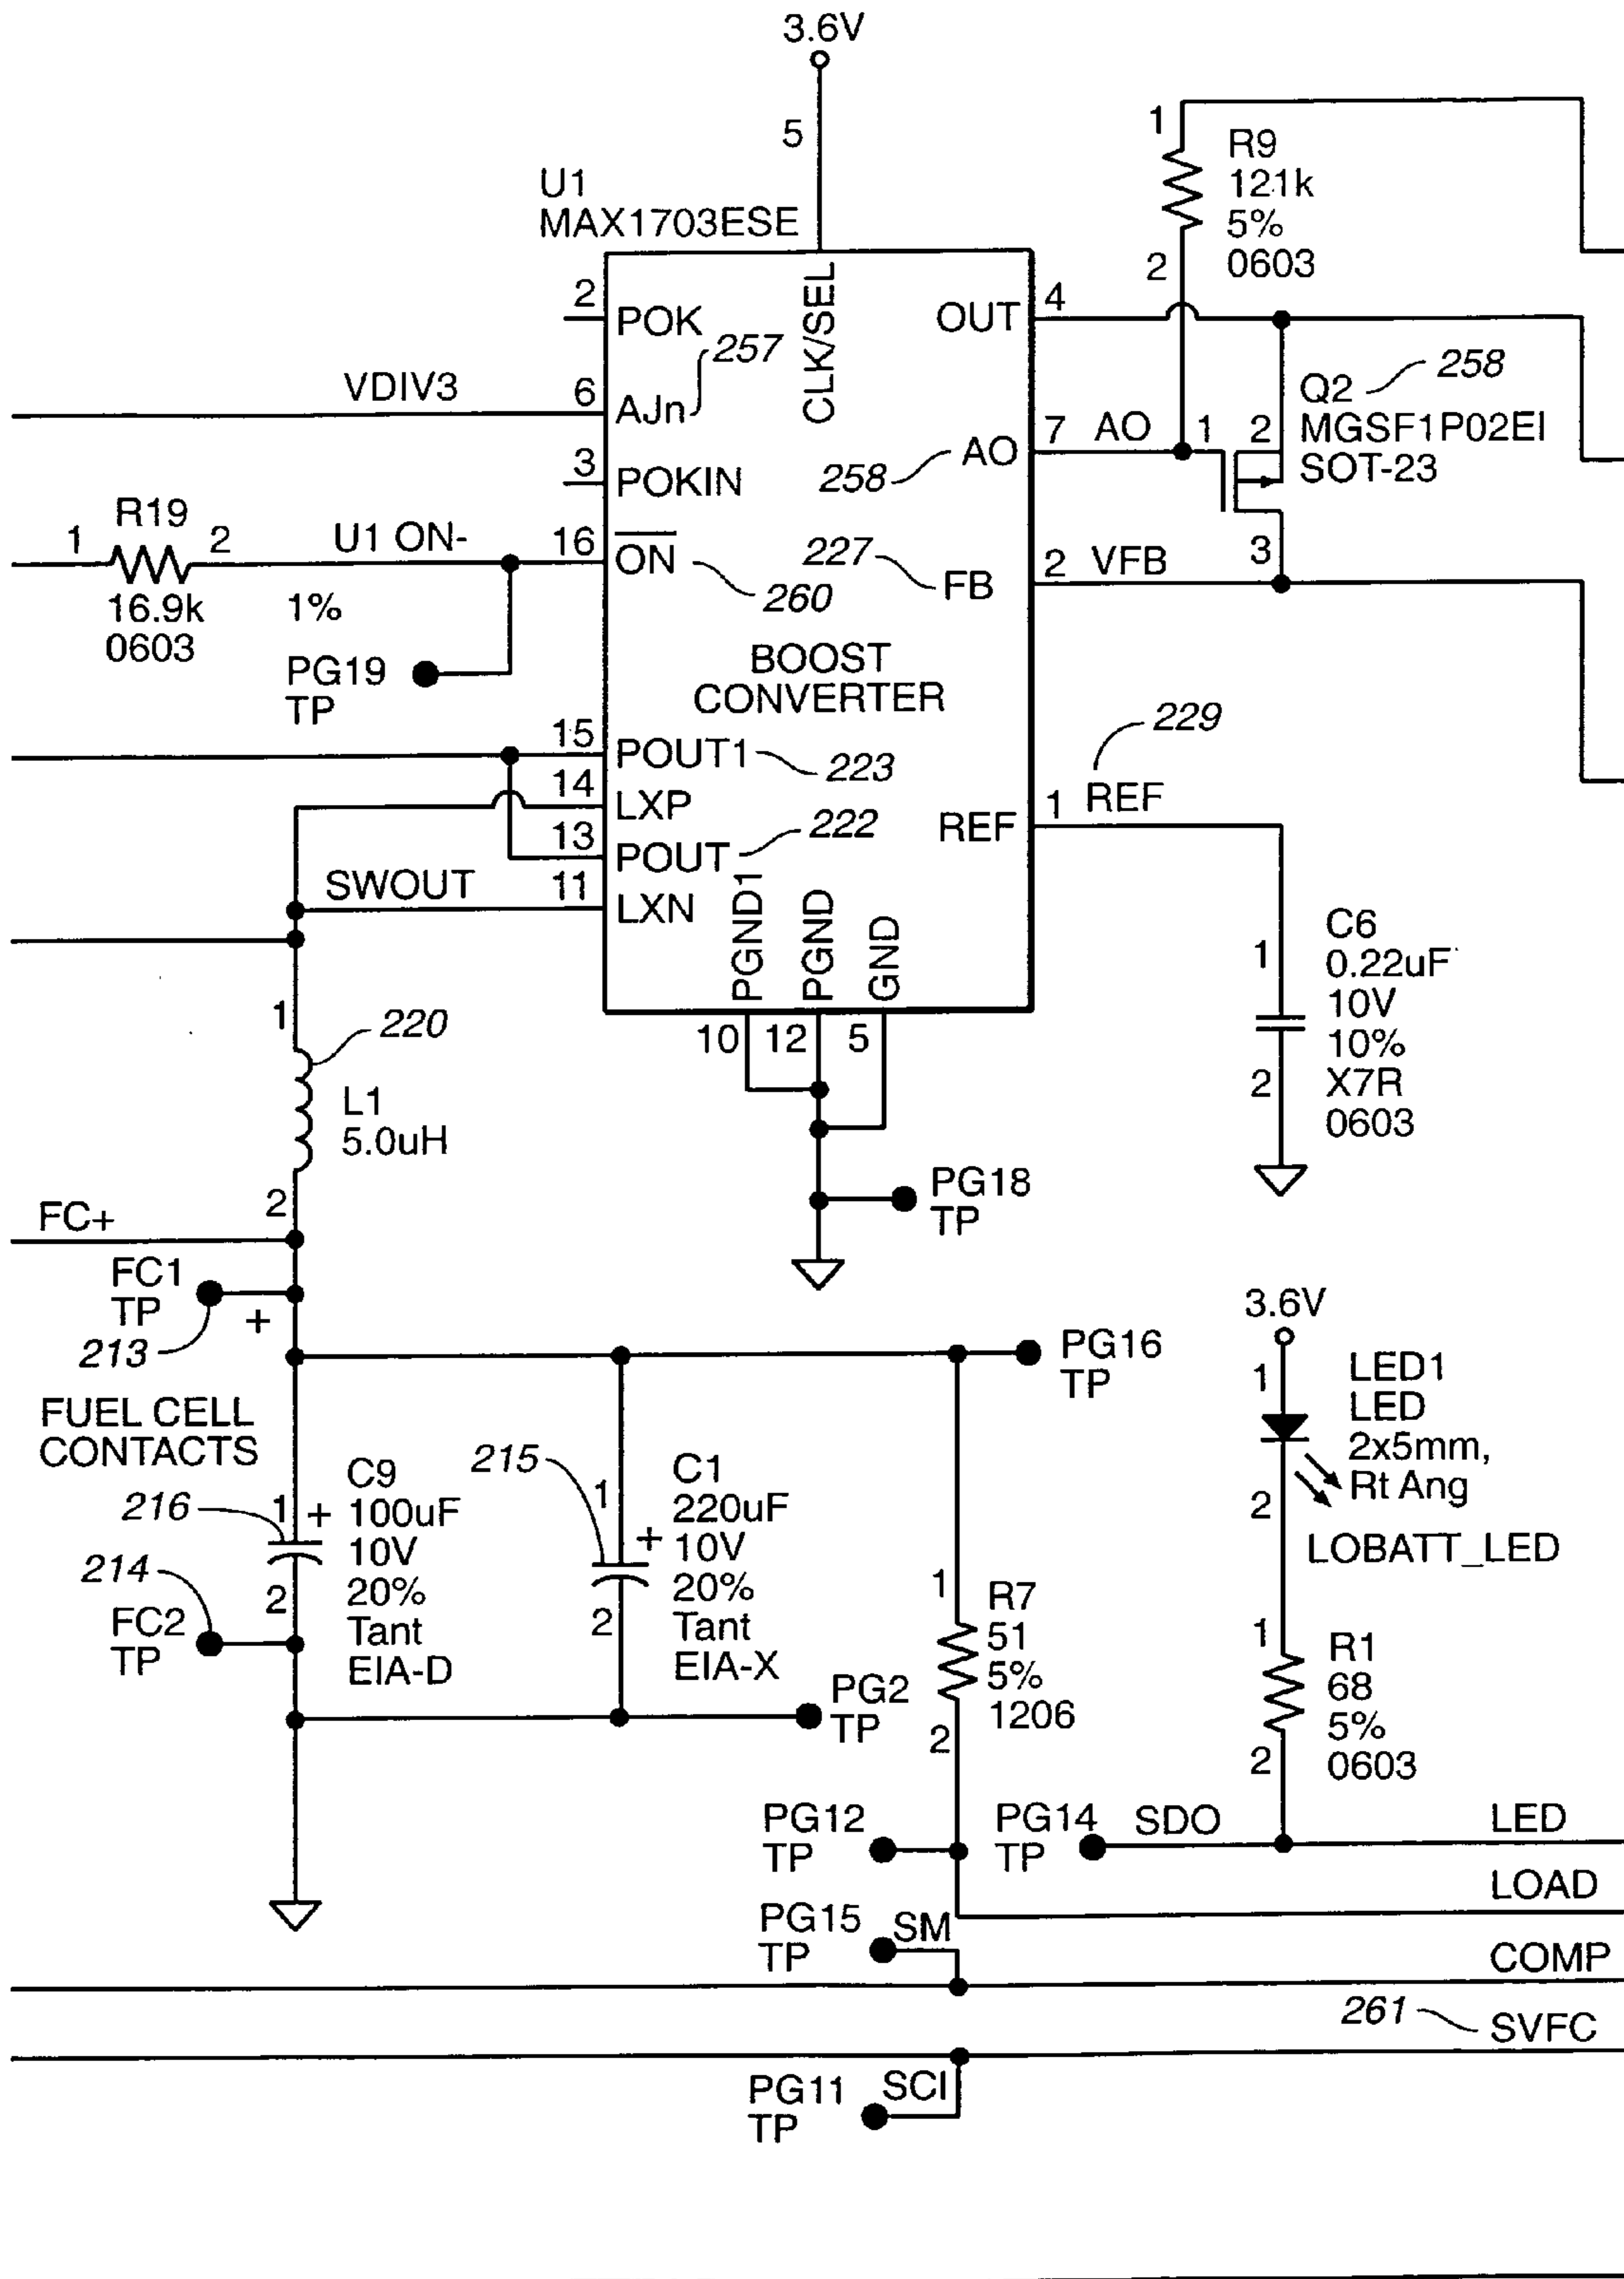 3.6V
5
U1
MAX1703ESE
1
R9
121k
5%
0603
2
2
POK
CLK/SEL
OUT
4
257
VDIV3
6
AJn
258
Q2
MGSF1P02EI
SOT-23
3
POKIN
AO
7
AO
1
2
258
R19
1
2
U1 ON-
16
ON
16.9k
1%
0603
260
227
FB
2
VFB
3
PG19
TP
BOOST
CONVERTER
15
POUT1
223
14
LXP
229
13
POUT
222
REF
1
REF
SWOUT
11
LXN
PGND1
PGND
GND
10
12
5
C6
0.22uF
10V
10%
X7R
0603
1
2
1
220
L1
5.0uH
2
PG18
TP
FC+
FC1
TP
+
213
PG16
TP
3.6V
1
LED1
LED
2x5mm,
Rt Ang
2
LOBATT_LED
FUEL CELL
CONTACTS
216
1
+
C9
100uF
10V
20%
Tant
EIA-D
2
215
1
+
C1
220uF
10V
20%
Tant
EIA-X
2
214
FC2
TP
1
R7
51
5%
1206
2
1
R1
68
5%
0603
2
PG2
TP
PG12
TP
PG14
TP
SDO
LED
LOAD
PG15
TP
SM
COMP
261
SVFC
PG11
TP
SCI